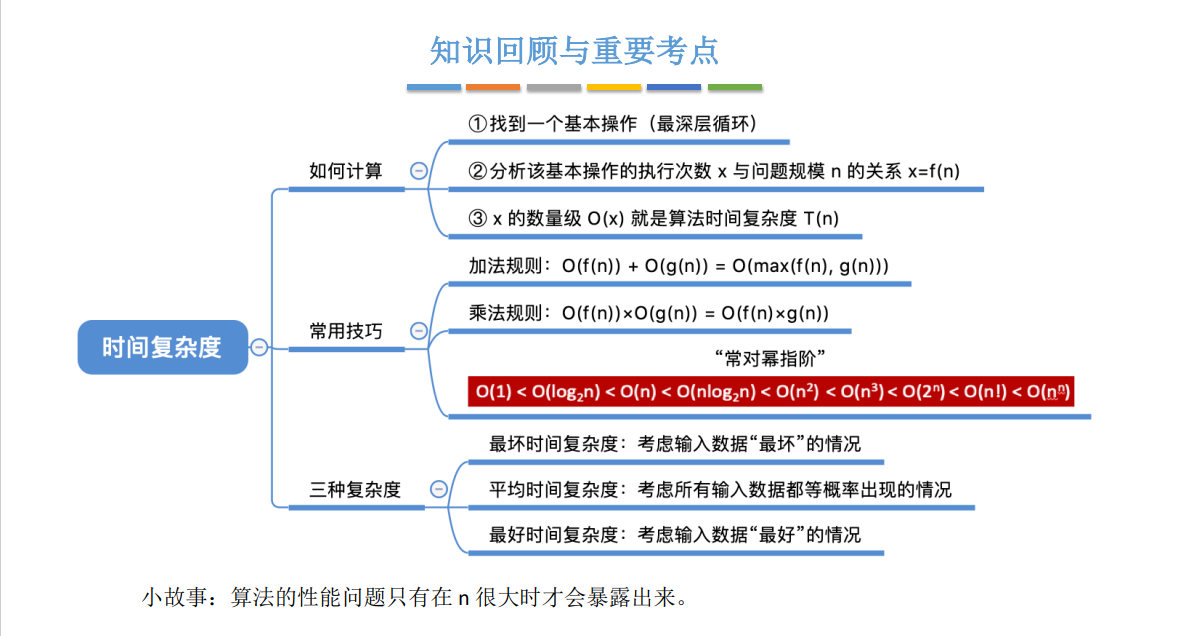 知识回顾与重要考点
①找到一个基本操作（最深层循环）
如何计算
②分析该基本操作的执行次数 x 与问题规模 n 的关系 x=f(n)
③ x 的数量级 O(x) 就是算法时间复杂度 T(n)
加法规则：O(f(n)) + O(g(n)) = O(max(f(n), g(n)))
乘法规则：O(f(n))×O(g(n)) = O(f(n)×g(n))
常用技巧
时间复杂度
“常对幂指阶”
O(1) < O(log₂n) < O(n) < O(nlog₂n) < O(n²) < O(n³) < O(2ⁿ) < O(n!) < O(nⁿ)
最坏时间复杂度：考虑输入数据“最坏”的情况
三种复杂度
平均时间复杂度：考虑所有输入数据都等概率出现的情况
最好时间复杂度：考虑输入数据“最好”的情况
小故事：算法的性能问题只有在 n 很大时才会暴露出来。